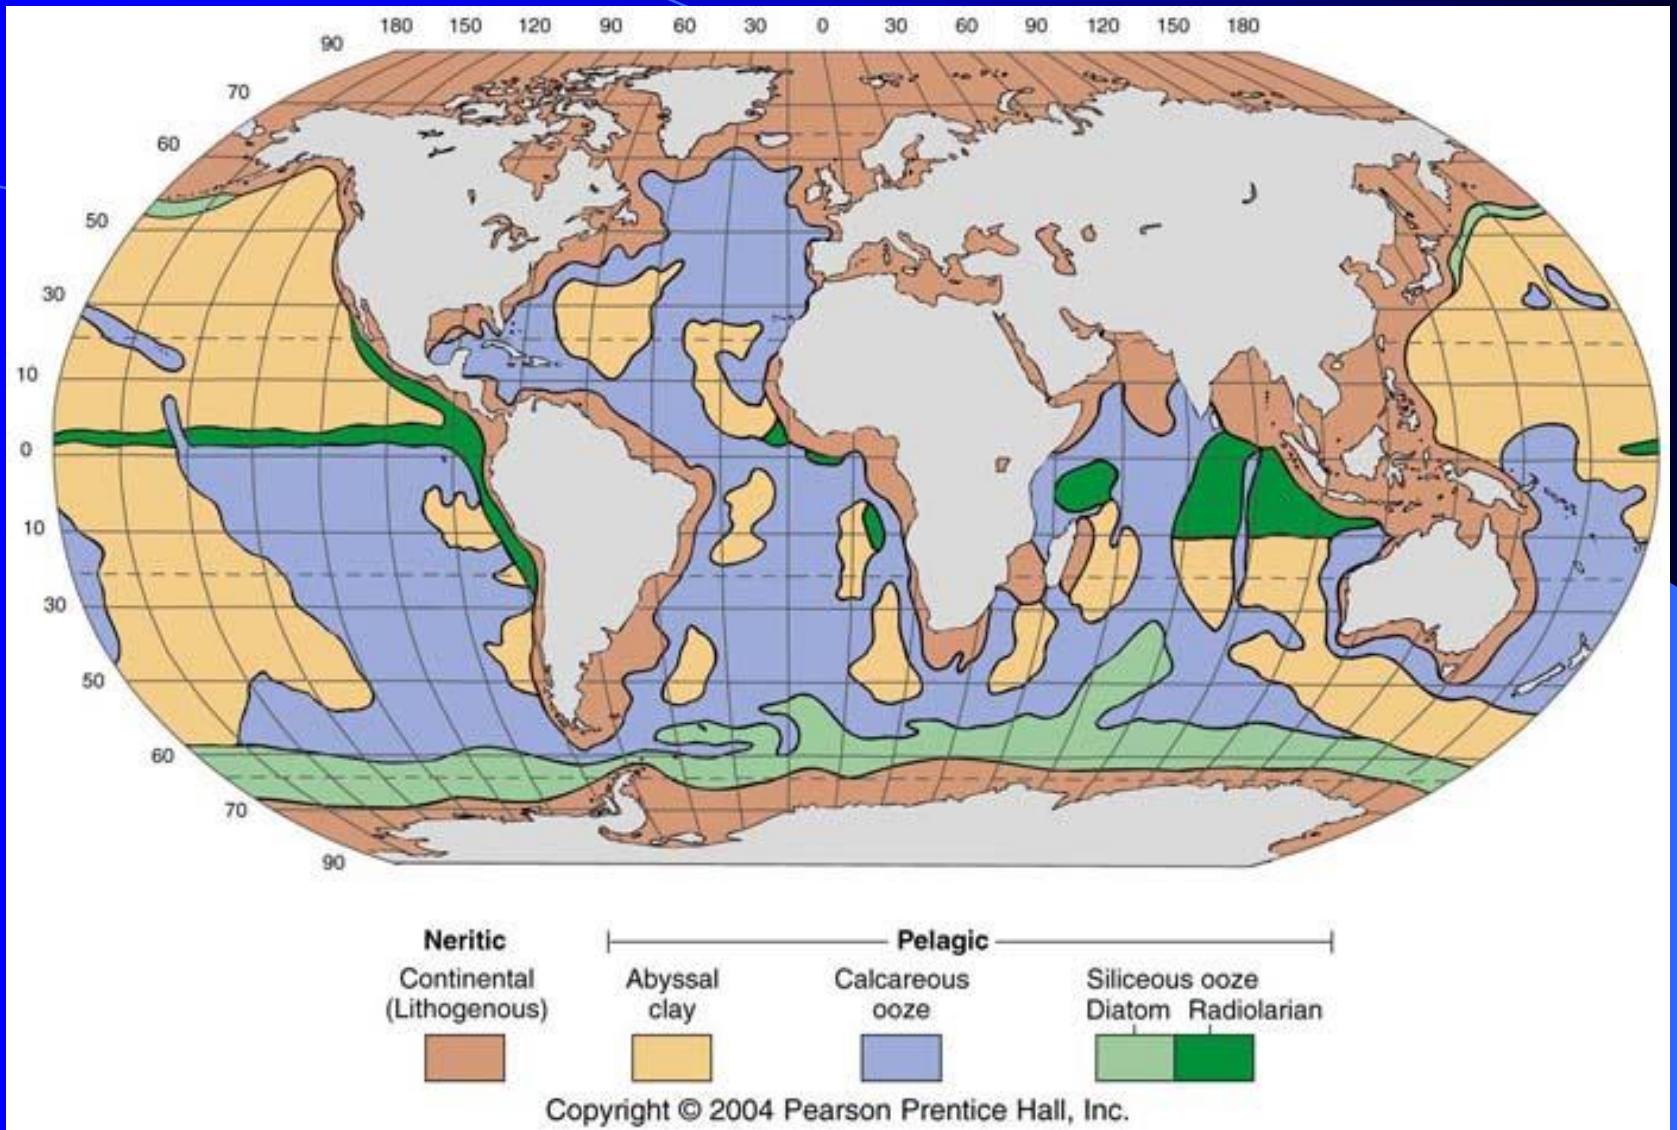 180 150 120 90 60 30 0 30 60 90 120 150 180
90
70
60
50
30
10
0
10
30
50
60
70
90
Neritic Pelagic
Continental Abyssal Calcareous Siliceous ooze
(Lithogenous) clay ooze Diatom Radiolarian
Copyright © 2004 Pearson Prentice Hall, Inc.